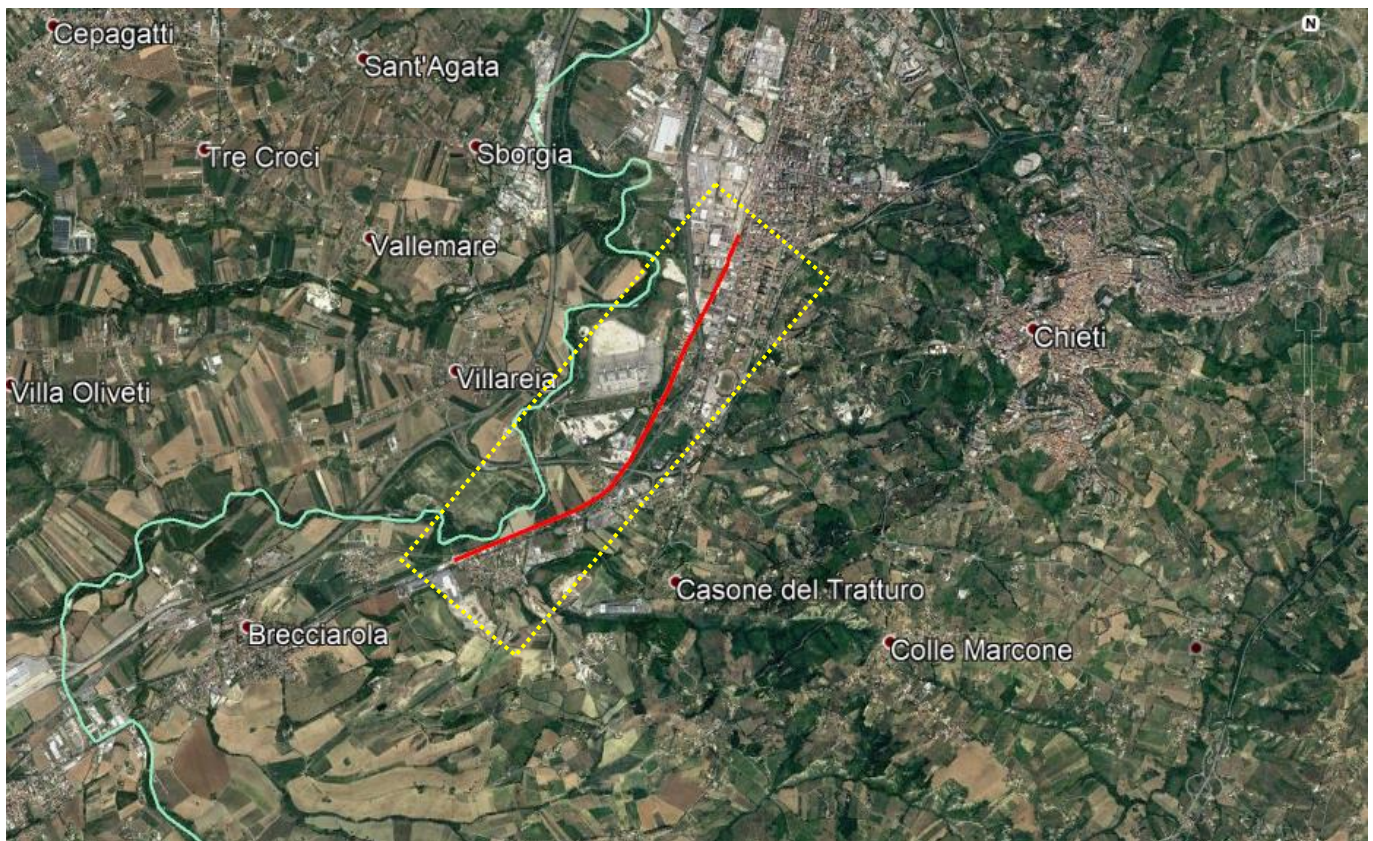 N
Cepagatti
Sant'Agata
Tre Croci
Sborgia
Vallemare
Chieti
Villareia
Villa Oliveti
Casone del Tratturo
Brecciarola
Colle Marcone